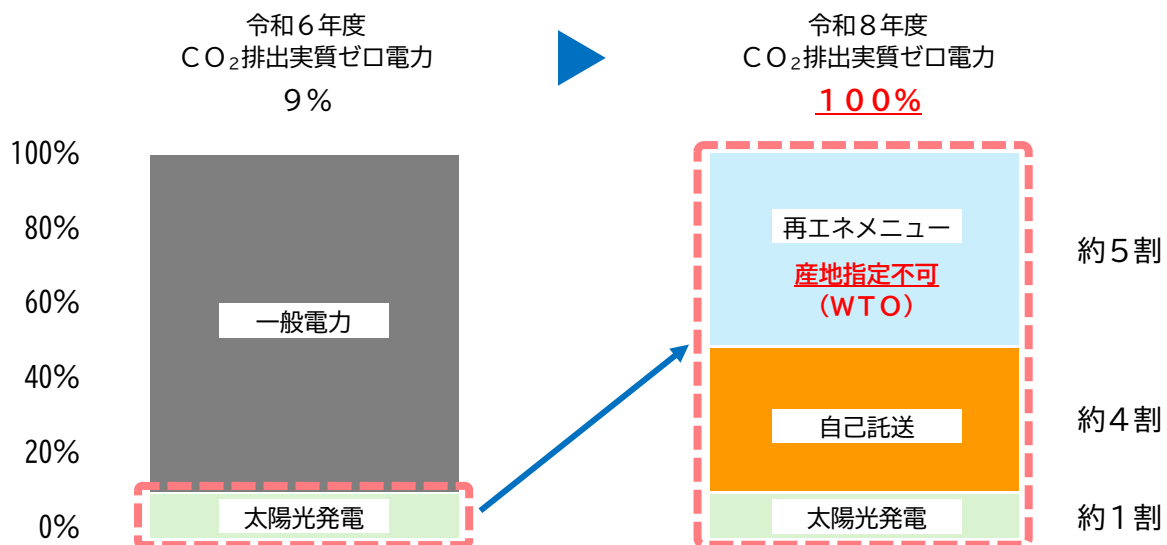 令和６年度
ＣＯ₂排出実質ゼロ電力
９％
令和８年度
ＣＯ₂排出実質ゼロ電力
１００％
100%
80%
60%
40%
20%
0%
一般電力
太陽光発電
再エネメニュー
産地指定不可
（ＷＴＯ）
自己託送
太陽光発電
約５割
約４割
約１割